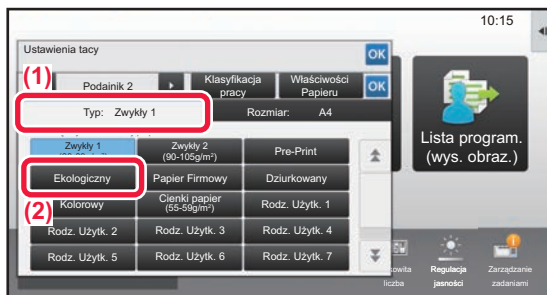 10:15
Ustawienia tacy
OK
(1)
Podajnik 2
Klasyfikacja pracy
Właściwości Papieru
OK
Typ: Zwykły 1
Rozmiar: A4
Zwykły 1
Zwykły 2
(90-105g/m²)
Pre-Print
Ekologiczny
Papier Firmowy
Dziurkowany
(2)
Kolorowy
Cienki papier
(55-59g/m²)
Rodz. Użytk. 1
Rodz. Użytk. 2
Rodz. Użytk. 3
Rodz. Użytk. 4
Rodz. Użytk. 5
Rodz. Użytk. 6
Rodz. Użytk. 7
Lista program.
(wys. obraz.)
liczba
Regulacja
jasności
Zarządzanie
zadaniami